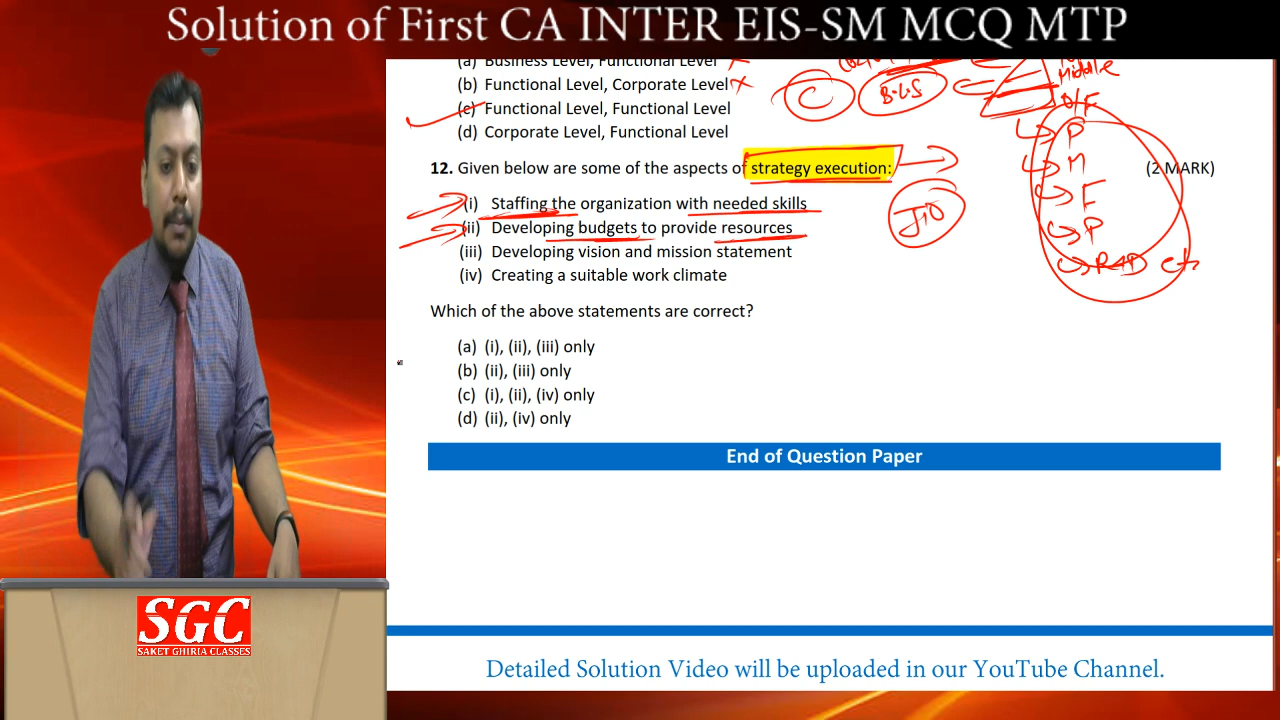 Solution of First CA INTER EIS-SM MCQ MTP
(a) Business Level, Functional Level
(b) Functional Level, Corporate Level
(c) Functional Level, Functional Level
(d) Corporate Level, Functional Level
C
B.L.S
Middle
P
M
F
P
R&D etc
12. Given below are some of the aspects of strategy execution: (2 MARK)
(i) Staffing the organization with needed skills
(ii) Developing budgets to provide resources
(iii) Developing vision and mission statement
(iv) Creating a suitable work climate
JIO
Which of the above statements are correct?
(a) (i), (ii), (iii) only
(b) (ii), (iii) only
(c) (i), (ii), (iv) only
(d) (ii), (iv) only
End of Question Paper
SGC
SAKET GHIRIA CLASSES
Detailed Solution Video will be uploaded in our YouTube Channel.